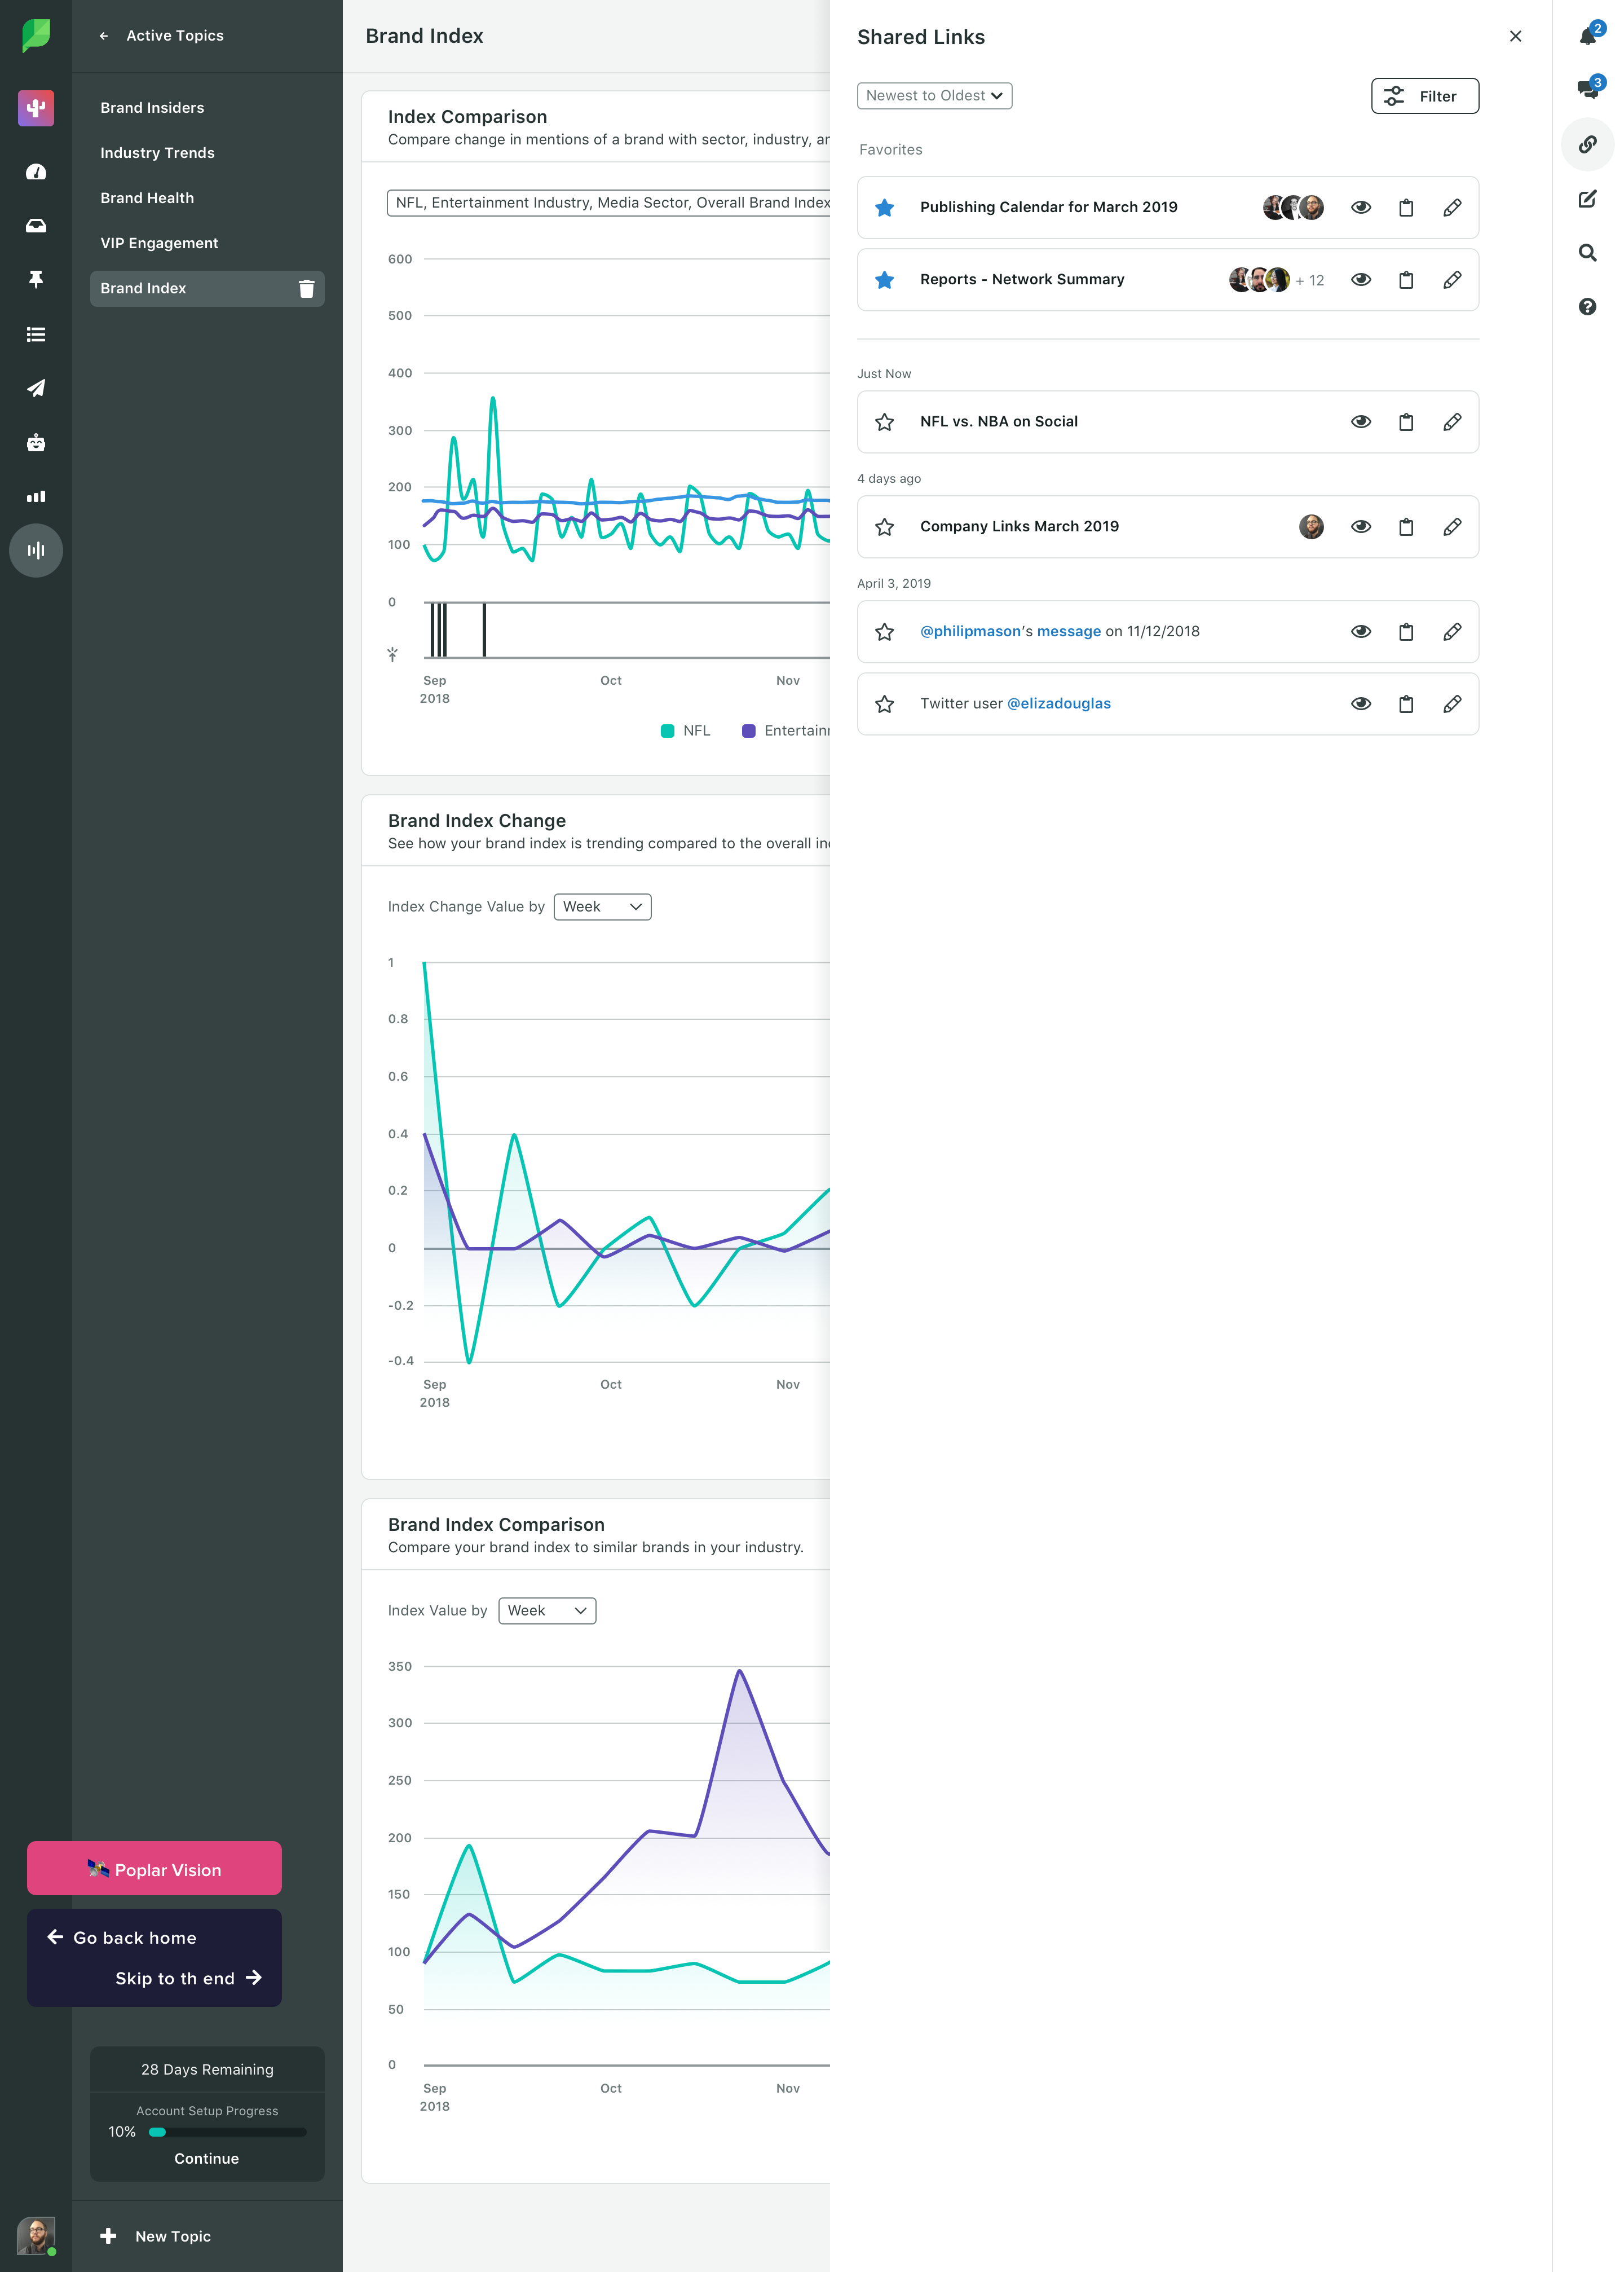 Active Topics
Brand Insiders
Industry Trends
Brand Health
VIP Engagement
Brand Index
Poplar Vision
Go back home
Skip to th end
28 Days Remaining
Account Setup Progress
10%
Continue
New Topic
Brand Index
Index Comparison
Compare change in mentions of a brand with sector, industry,
NFL, Entertainment Industry, Media Sector, Overall Brand Index
600
500
400
300
200
100
0
Sep
2018
Oct
Nov
NFL
Brand Index Change
See how your brand index is trending compared to the overall
Index Change Value by
Week
1
0.8
0.6
0.4
0.2
0
-0.2
-0.4
Sep
2018
Oct
Nov
Brand Index Comparison
Compare your brand index to similar brands in your industry.
Index Value by
Week
350
300
250
200
150
100
50
0
Sep
2018
Oct
Nov
Shared Links
Newest to Oldest
Filter
Favorites
Publishing Calendar for March 2019
Reports - Network Summary
+ 12
Just Now
NFL vs. NBA on Social
4 days ago
Company Links March 2019
April 3, 2019
@philipmason's message on 11/12/2018
Twitter user @elizadouglas
2
3